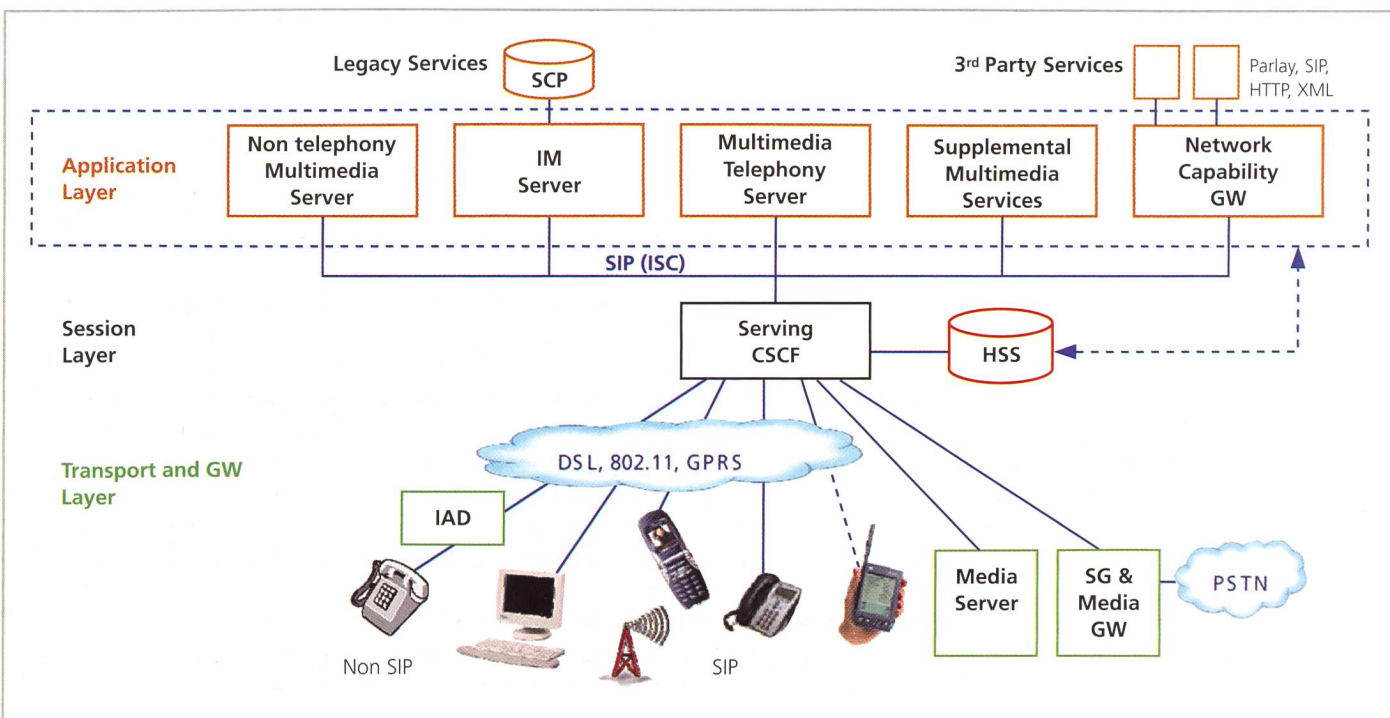 Legacy Services
SCP
3rd Party Services
Parlay, SIP,
HTTP, XML
Application
Layer
Non telephony
Multimedia
Server
IM
Server
Multimedia
Telephony
Server
Supplemental
Multimedia
Services
Network
Capability
GW
SIP (ISC)
Session
Layer
Serving
CSCF
HSS
Transport and GW
Layer
DSL, 802.11, GPRS
IAD
Media
Server
SG &
Media
GW
PSTN
Non SIP
SIP